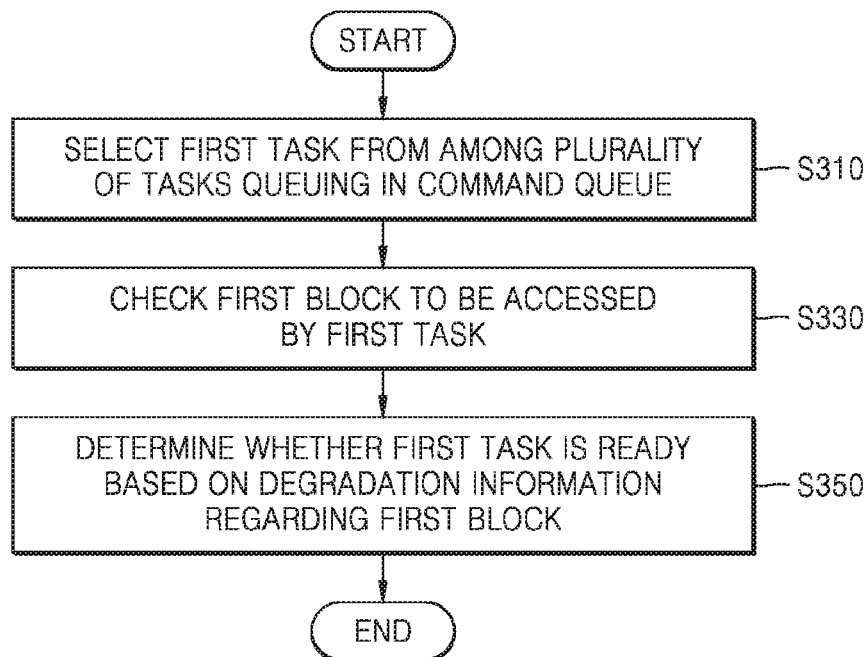 START
SELECT FIRST TASK FROM AMONG PLURALITY
OF TASKS QUEUING IN COMMAND QUEUE
S310
CHECK FIRST BLOCK TO BE ACCESSED
BY FIRST TASK
S330
DETERMINE WHETHER FIRST TASK IS READY
BASED ON DEGRADATION INFORMATION
REGARDING FIRST BLOCK
S350
END